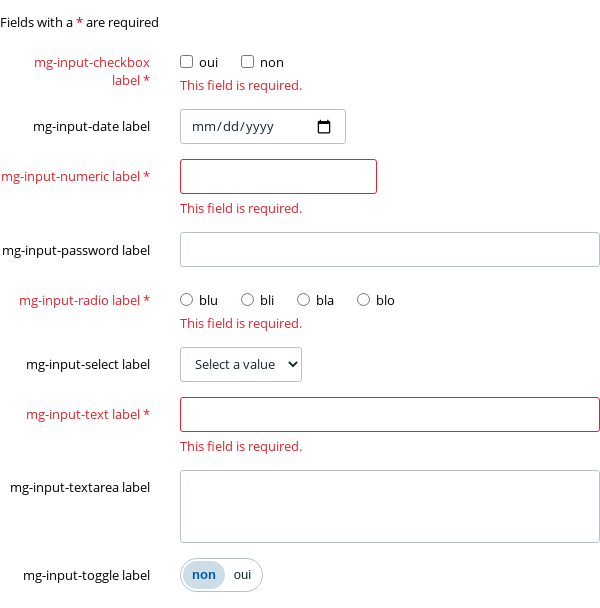 Fields with a * are required
mg-input-checkbox label * oui non
This field is required.
mg-input-date label mm/dd/yyyy
mg-input-numeric label *
This field is required.
mg-input-password label
mg-input-radio label * blu bli bla blo
This field is required.
mg-input-select label Select a value
mg-input-text label *
This field is required.
mg-input-textarea label
mg-input-toggle label non oui